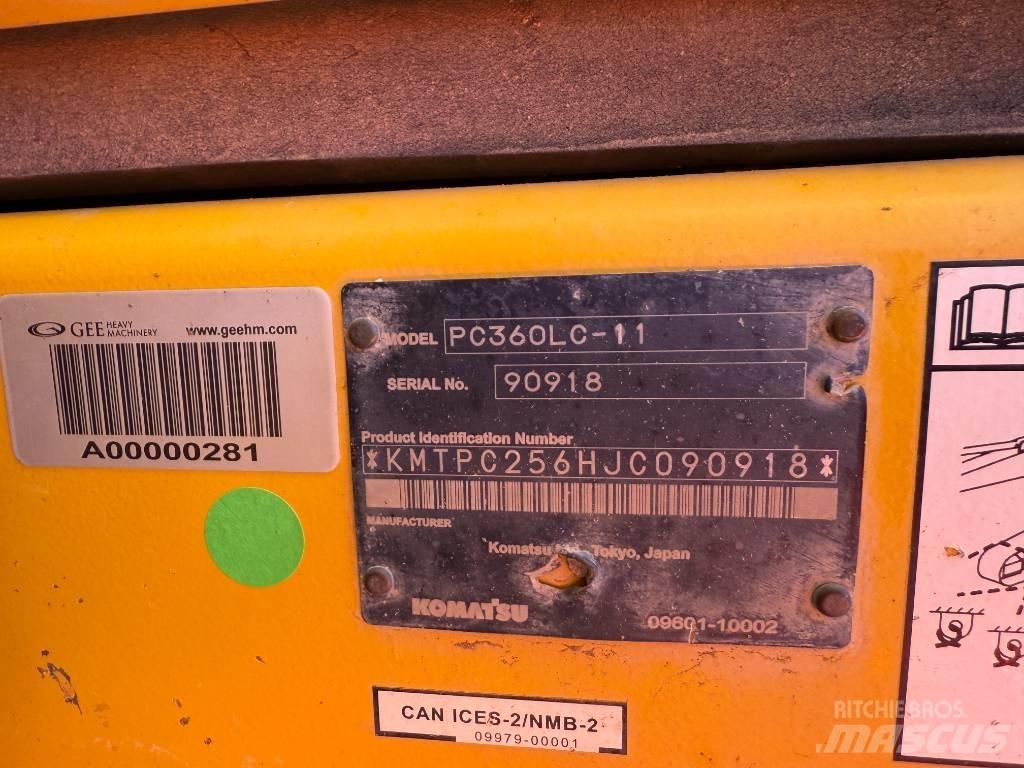 GEE HEAVY MACHINERY www.geehm.com
A00000281
MODEL PC360LC-11
SERIAL No. 90918
Product Identification Number
*KMTPC256HJC090918*
MANUFACTURER
Komatsu Tokyo, Japan
KOMATSU 09601-10002
CAN ICES-2/NMB-2
09979-00001
RITCHIEBROS.
MASCUS